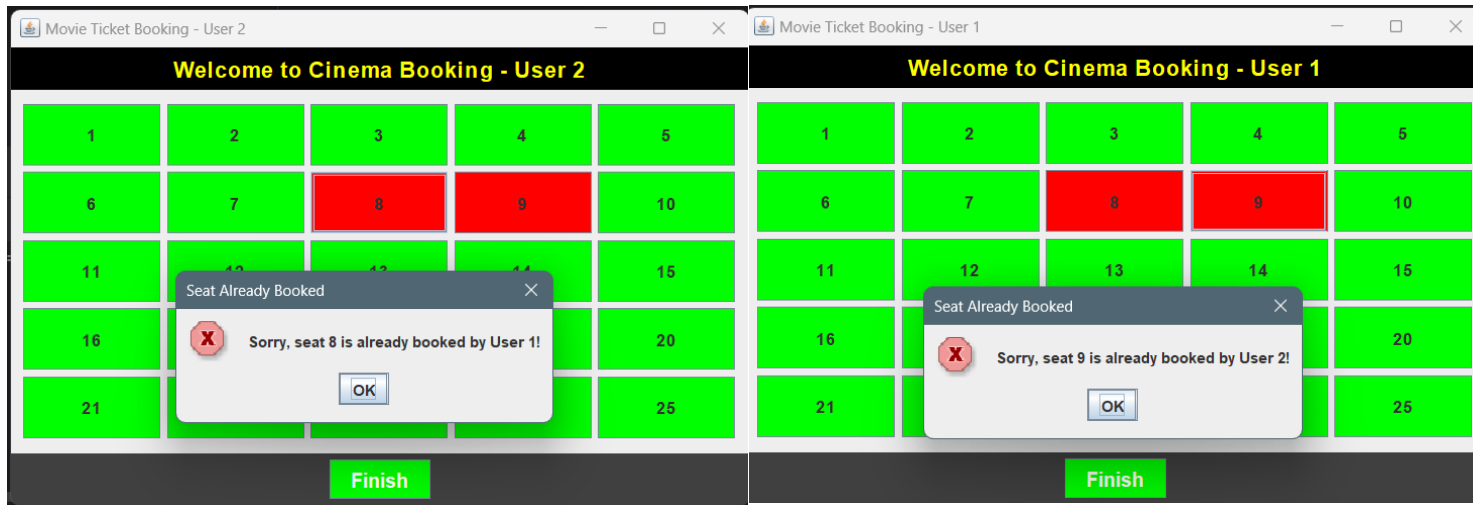 Movie Ticket Booking - User 2
Welcome to Cinema Booking - User 2
1 2 3 4 5
6 7 8 9 10
11 15
Seat Already Booked
16 20
X Sorry, seat 8 is already booked by User 1!
OK
21 25
Finish
Movie Ticket Booking - User 1
Welcome to Cinema Booking - User 1
1 2 3 4 5
6 7 8 9 10
11 12 13 14 15
Seat Already Booked
16 20
X Sorry, seat 9 is already booked by User 2!
OK
21 25
Finish